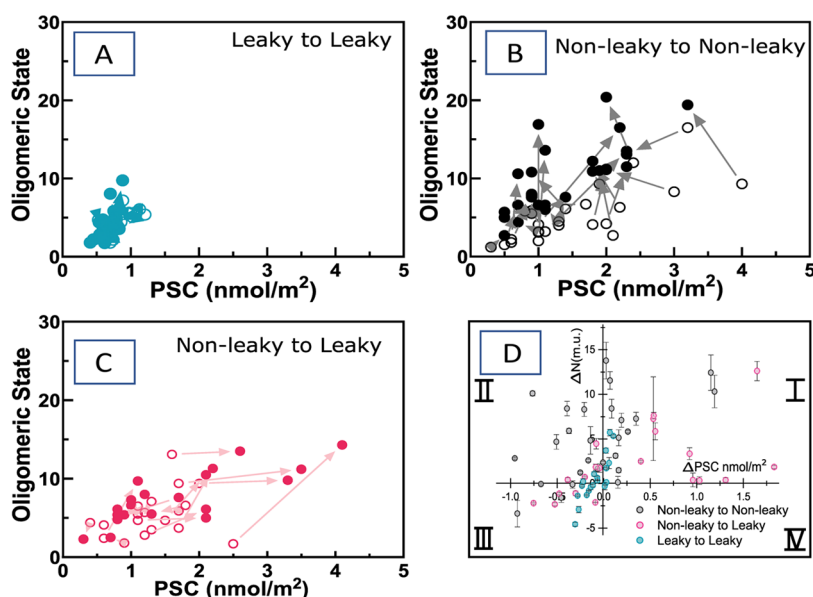 A
Leaky to Leaky
Oligomeric State
30
20
10
0
0 1 2 3 4 5
PSC (nmol/m²)
B
Non-leaky to Non-leaky
Oligomeric State
30
20
10
0
0 1 2 3 4 5
PSC (nmol/m²)
C
Non-leaky to Leaky
Oligomeric State
30
20
10
0
0 1 2 3 4 5
PSC (nmol/m²)
D
ΔN(m.u.)
15
10
5
-5
II
I
ΔPSC nmol/m²
-1.0 -0.5 0.0 0.5 1.0 1.5
Non-leaky to Non-leaky
Non-leaky to Leaky
Leaky to Leaky
III
IV